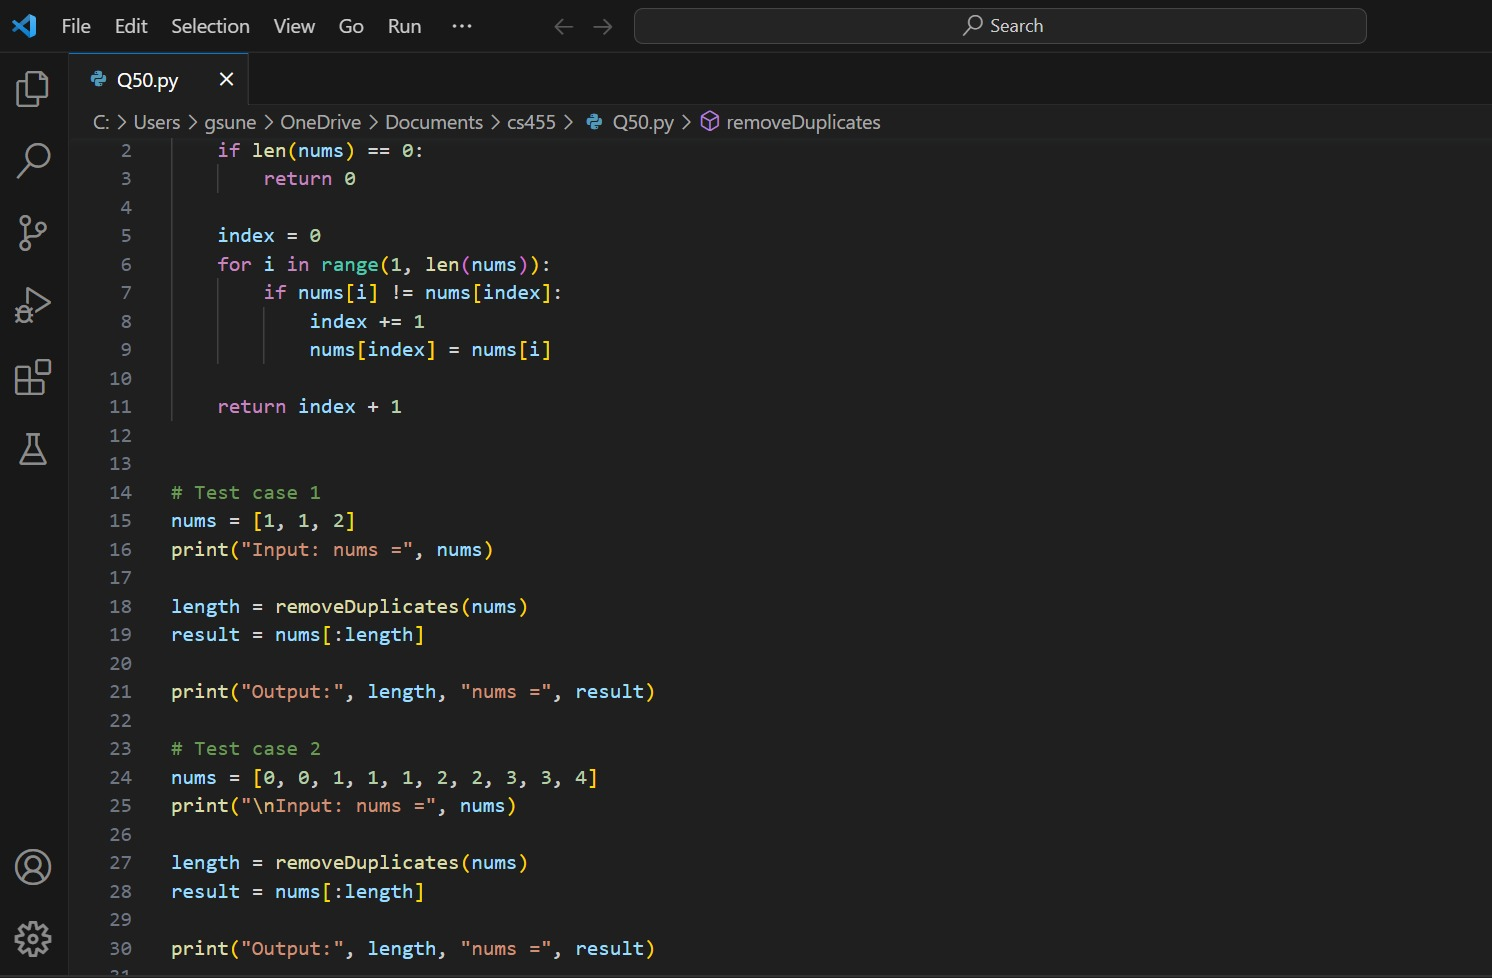 File Edit Selection View Go Run ···
Search
Q50.py
C: > Users > gsune > OneDrive > Documents > cs455 > Q50.py > removeDuplicates
2 if len(nums) == 0:
3 return 0
4
5 index = 0
6 for i in range(1, len(nums)):
7 if nums[i] != nums[index]:
8 index += 1
9 nums[index] = nums[i]
10
11 return index + 1
12
13
14 # Test case 1
15 nums = [1, 1, 2]
16 print("Input: nums =", nums)
17
18 length = removeDuplicates(nums)
19 result = nums[:length]
20
21 print("Output:", length, "nums =", result)
22
23 # Test case 2
24 nums = [0, 0, 1, 1, 1, 2, 2, 3, 3, 4]
25 print("\nInput: nums =", nums)
26
27 length = removeDuplicates(nums)
28 result = nums[:length]
29
30 print("Output:", length, "nums =", result)